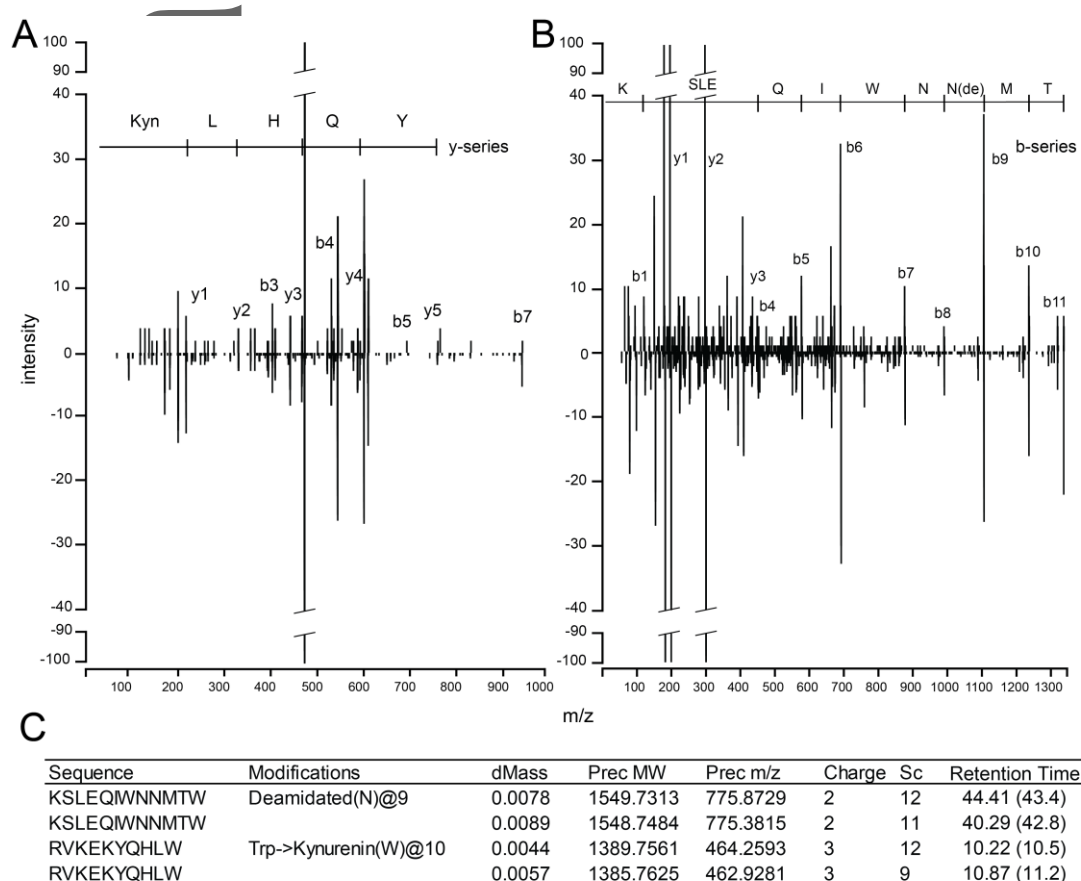 A
B
100
90
40
30
20
10
0
-10
-20
-30
-40
-90
-100
intensity
Kyn L H Q Y
y-series
y1 y2 b3 y3 b4 y4 b5 y5 b7
100 200 300 400 500 600 700 800 900 1000
100
90
40
30
20
10
0
-10
-20
-30
-40
-90
-100
K SLE Q I W N N(de) M T
b-series
b1 y1 y2 y3 b4 b5 b6 b7 b8 b9 b10 b11
100 200 300 400 500 600 700 800 900 1000 1100 1200 1300
m/z
C
Sequence Modifications dMass Prec MW Prec m/z Charge Sc Retention Time
KSLEQIWNNMTW Deamidated(N)@9 0.0078 1549.7313 775.8729 2 12 44.41 (43.4)
KSLEQIWNNMTW 0.0089 1548.7484 775.3815 2 11 40.29 (42.8)
RVKEKYQHLW Trp->Kynurenin(W)@10 0.0044 1389.7561 464.2593 3 12 10.22 (10.5)
RVKEKYQHLW 0.0057 1385.7625 462.9281 3 9 10.87 (11.2)